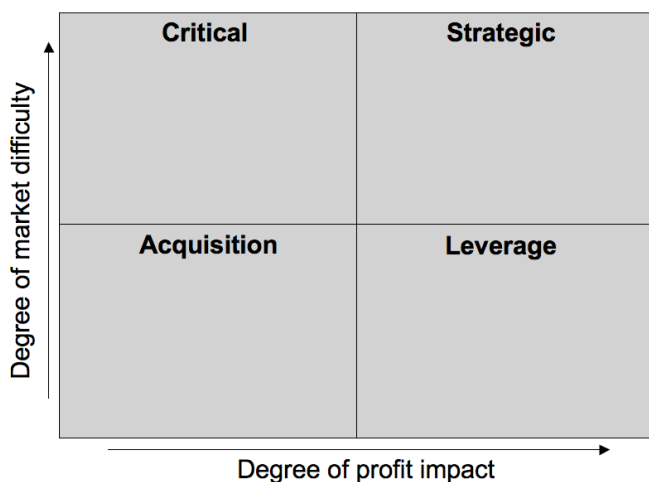 Critical
Strategic
Degree of market difficulty
Acquisition
Leverage
Degree of profit impact